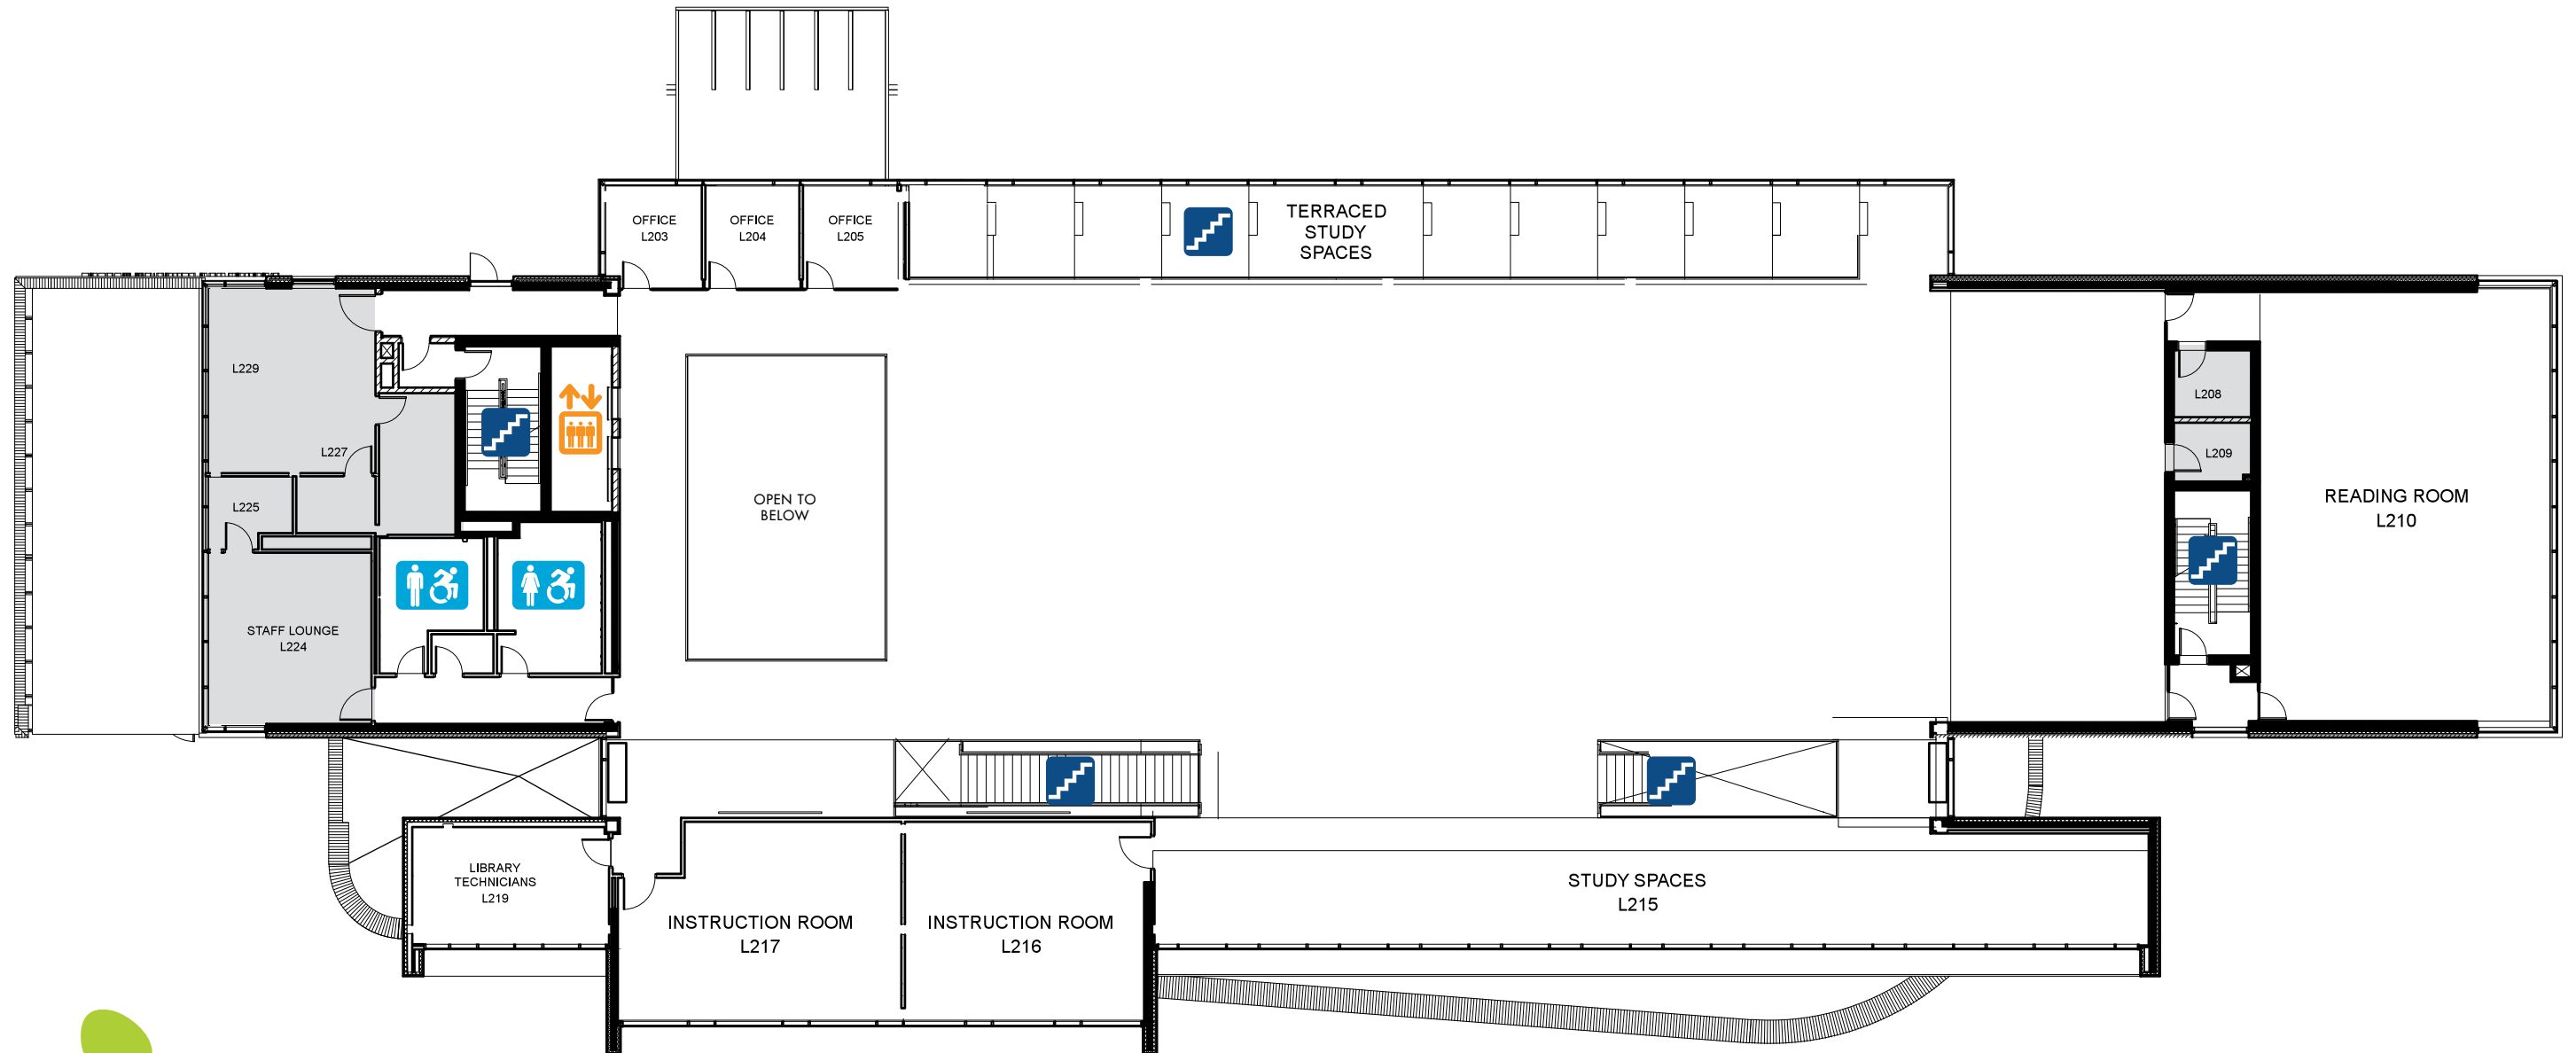 OFFICE
L203
OFFICE
L204
OFFICE
L205
TERRACED
STUDY
SPACES
L229
L227
L225
STAFF LOUNGE
L224
OPEN TO
BELOW
L208
L209
READING ROOM
L210
LIBRARY
TECHNICIANS
L219
INSTRUCTION ROOM
L217
INSTRUCTION ROOM
L216
STUDY SPACES
L215